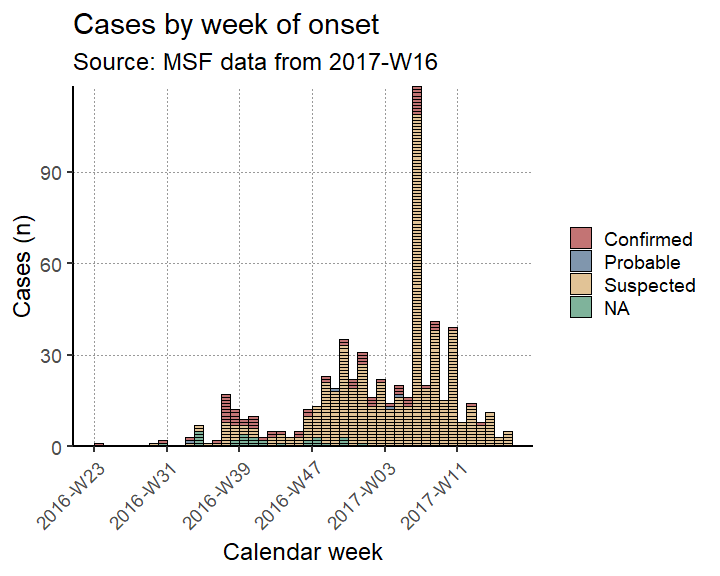 Cases by week of onset
Source: MSF data from 2017-W16
Cases (n)
90
60
30
0
2016-W23
2016-W31
2016-W39
2016-W47
2017-W03
2017-W11
Calendar week
Confirmed
Probable
Suspected
NA